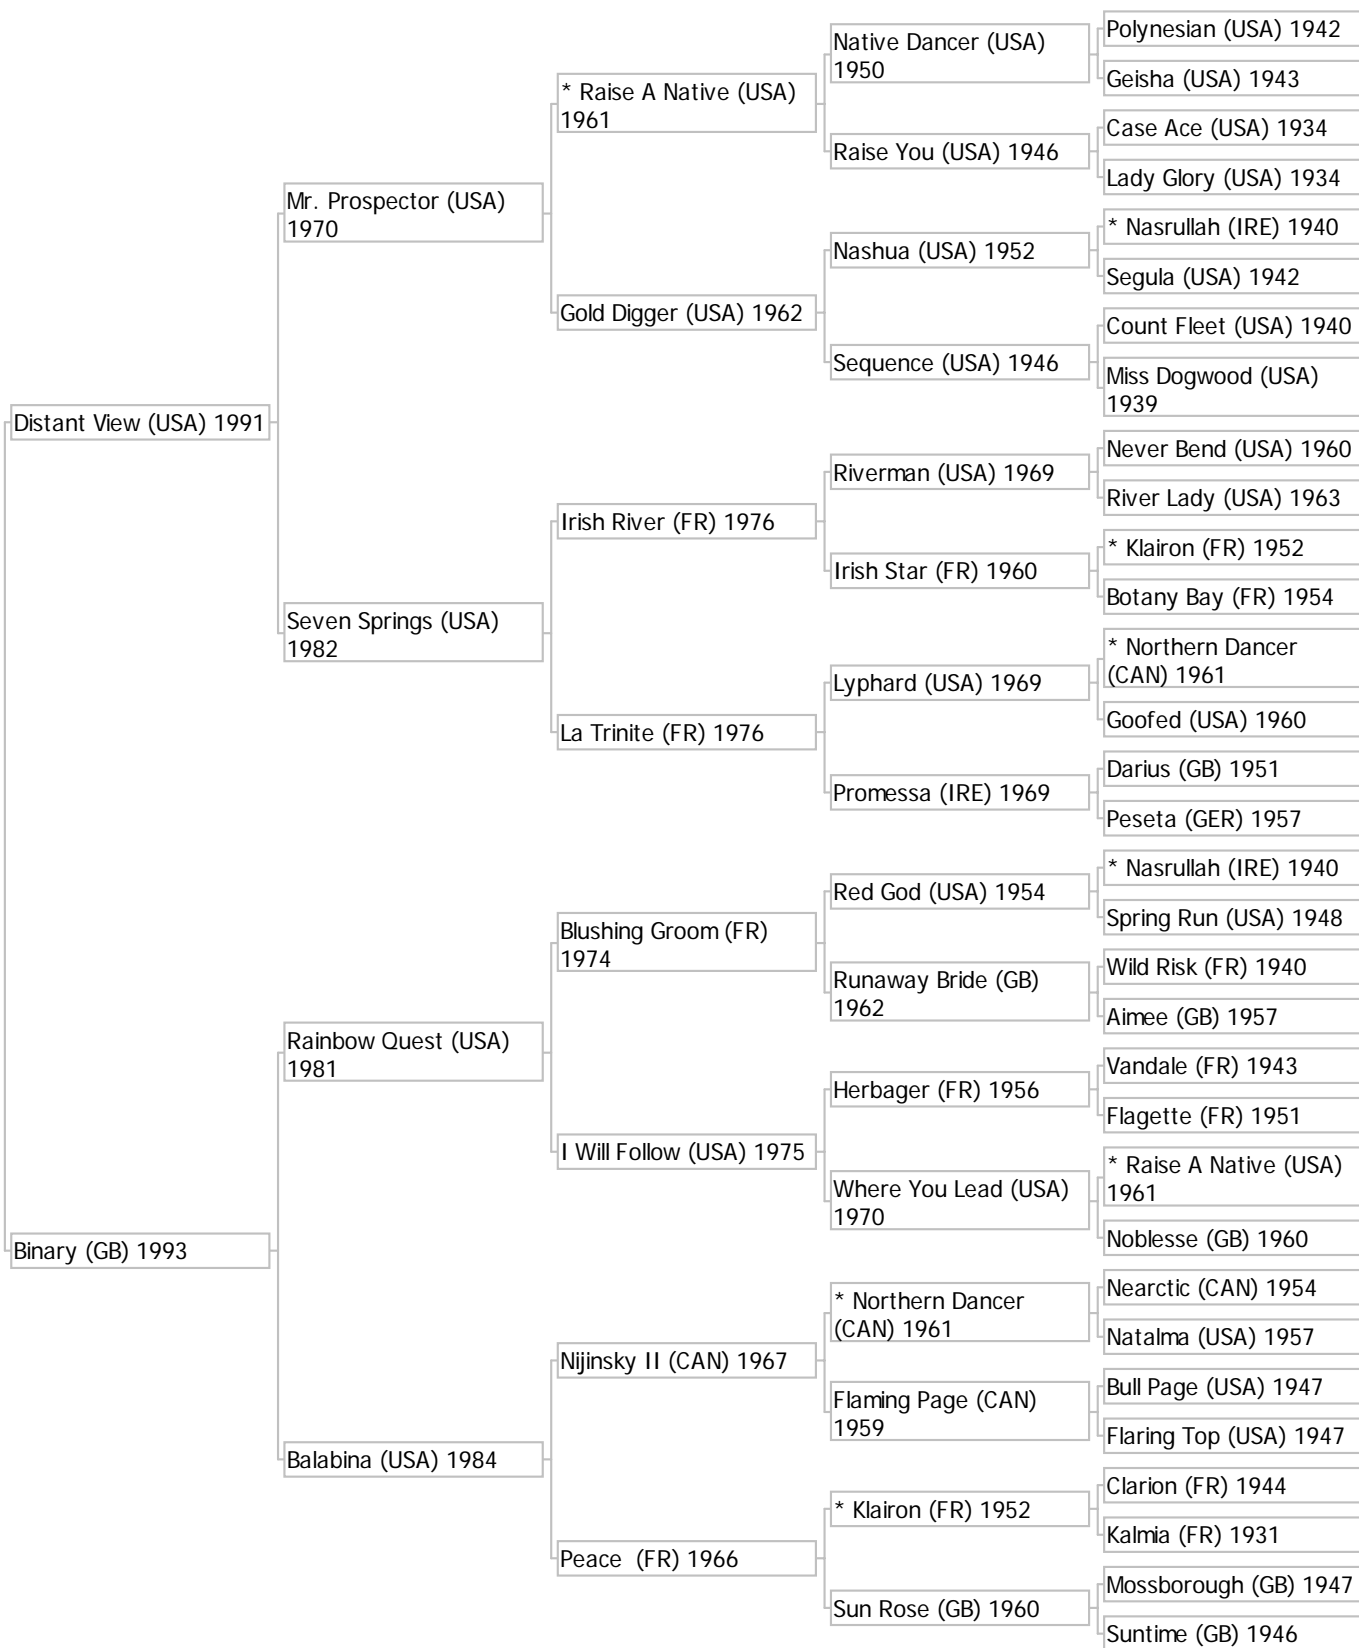 Polynesian (USA) 1942
Native Dancer (USA)
1950
Geisha (USA) 1943
* Raise A Native (USA)
1961
Case Ace (USA) 1934
Raise You (USA) 1946
Lady Glory (USA) 1934
Mr. Prospector (USA)
1970
* Nasrullah (IRE) 1940
Nashua (USA) 1952
Segula (USA) 1942
Gold Digger (USA) 1962
Count Fleet (USA) 1940
Sequence (USA) 1946
Miss Dogwood (USA)
1939
Distant View (USA) 1991
Never Bend (USA) 1960
Riverman (USA) 1969
River Lady (USA) 1963
Irish River (FR) 1976
* Klairon (FR) 1952
Irish Star (FR) 1960
Botany Bay (FR) 1954
Seven Springs (USA)
1982
* Northern Dancer
(CAN) 1961
Lyphard (USA) 1969
Goofed (USA) 1960
La Trinite (FR) 1976
Darius (GB) 1951
Promessa (IRE) 1969
Peseta (GER) 1957
* Nasrullah (IRE) 1940
Red God (USA) 1954
Spring Run (USA) 1948
Blushing Groom (FR)
1974
Wild Risk (FR) 1940
Runaway Bride (GB)
1962
Aimee (GB) 1957
Rainbow Quest (USA)
1981
Vandale (FR) 1943
Herbager (FR) 1956
Flagette (FR) 1951
I Will Follow (USA) 1975
* Raise A Native (USA)
1961
Where You Lead (USA)
1970
Noblesse (GB) 1960
Binary (GB) 1993
Nearctic (CAN) 1954
* Northern Dancer
(CAN) 1961
Natalma (USA) 1957
Nijinsky II (CAN) 1967
Bull Page (USA) 1947
Flaming Page (CAN)
1959
Flaring Top (USA) 1947
Balabina (USA) 1984
Clarion (FR) 1944
* Klairon (FR) 1952
Kalmia (FR) 1931
Peace  (FR) 1966
Mossborough (GB) 1947
Sun Rose (GB) 1960
Suntime (GB) 1946